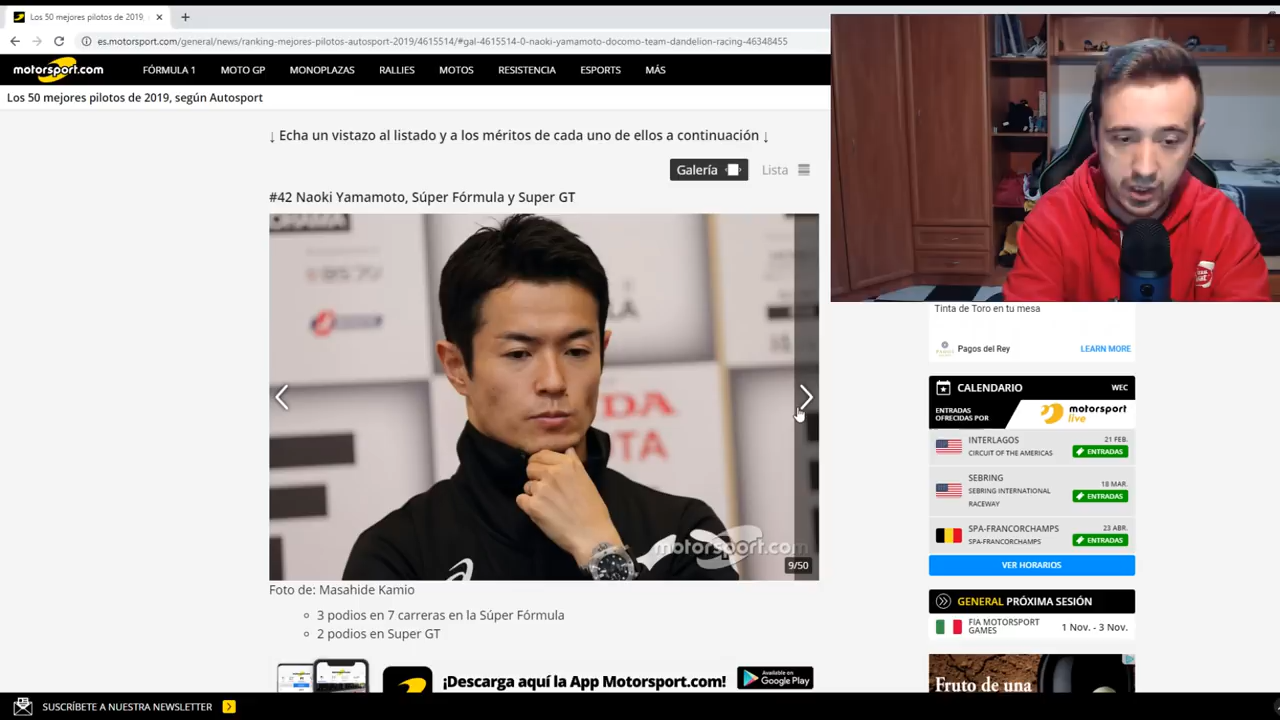 Los 50 mejores pilotos de 2019,
es.motorsport.com/general/news/ranking-mejores-pilotos-autosport-2019/4615514/#gal-4615514-0-naoki-yamamoto-docomo-team-dandelion-racing-46348455
motorsport.com
FÓRMULA 1 MOTO GP MONOPLAZAS RALLIES MOTOS RESISTENCIA ESPORTS MÁS
Los 50 mejores pilotos de 2019, según Autosport
↓ Echa un vistazo al listado y a los méritos de cada uno de ellos a continuación ↓
Galería Lista
#42 Naoki Yamamoto, Súper Fórmula y Super GT
motorsport.com
9/50
Foto de: Masahide Kamio
3 podios en 7 carreras en la Súper Fórmula
2 podios en Super GT
¡Descarga aquí la App Motorsport.com!
Available on
Google Play
Tinta de Toro en tu mesa
Pagos del Rey LEARN MORE
CALENDARIO WEC
ENTRADAS
OFRECIDAS POR
motorsport
live
INTERLAGOS 21 FEB.
CIRCUIT OF THE AMERICAS ENTRADAS
SEBRING 18 MAR.
SEBRING INTERNATIONAL
RACEWAY ENTRADAS
SPA-FRANCORCHAMPS 23 ABR.
SPA-FRANCORCHAMPS ENTRADAS
VER HORARIOS
GENERAL PRÓXIMA SESIÓN
FIA MOTORSPORT
GAMES 1 Nov. - 3 Nov.
Fruto de una
SUSCRÍBETE A NUESTRA NEWSLETTER